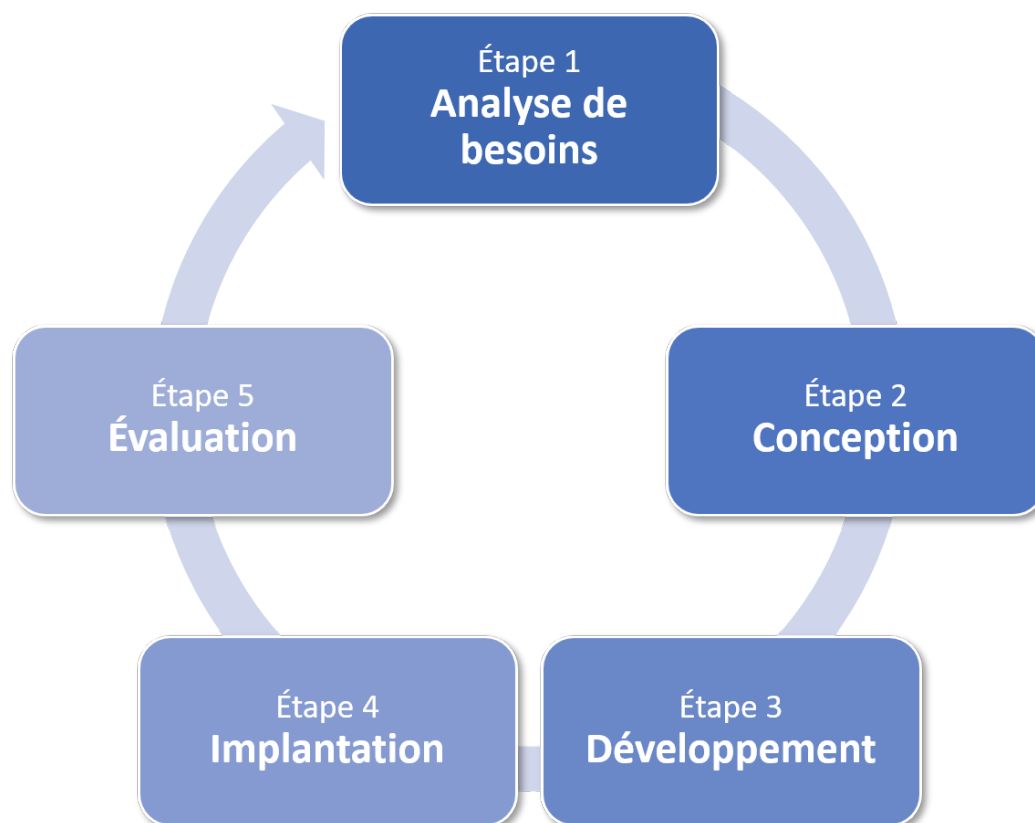 Étape 1
Analyse de
besoins
Étape 2
Conception
Étape 3
Développement
Étape 4
Implantation
Étape 5
Évaluation